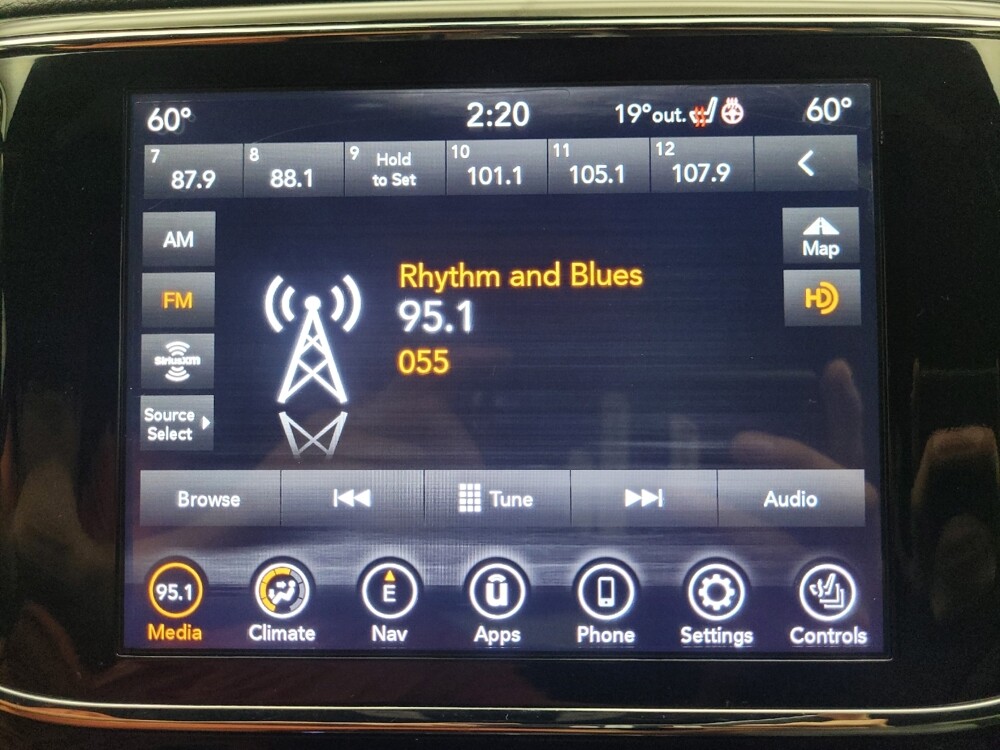 60° 2:20 19°out. 60°
7 8 9 10 11 12
87.9 88.1 Hold to Set 101.1 105.1 107.9
AM
Map
FM
HD
Rhythm and Blues
95.1
055
SiriusXM
Source
Select
Browse Tune Audio
95.1 E u
Media Climate Nav Apps Phone Settings Controls